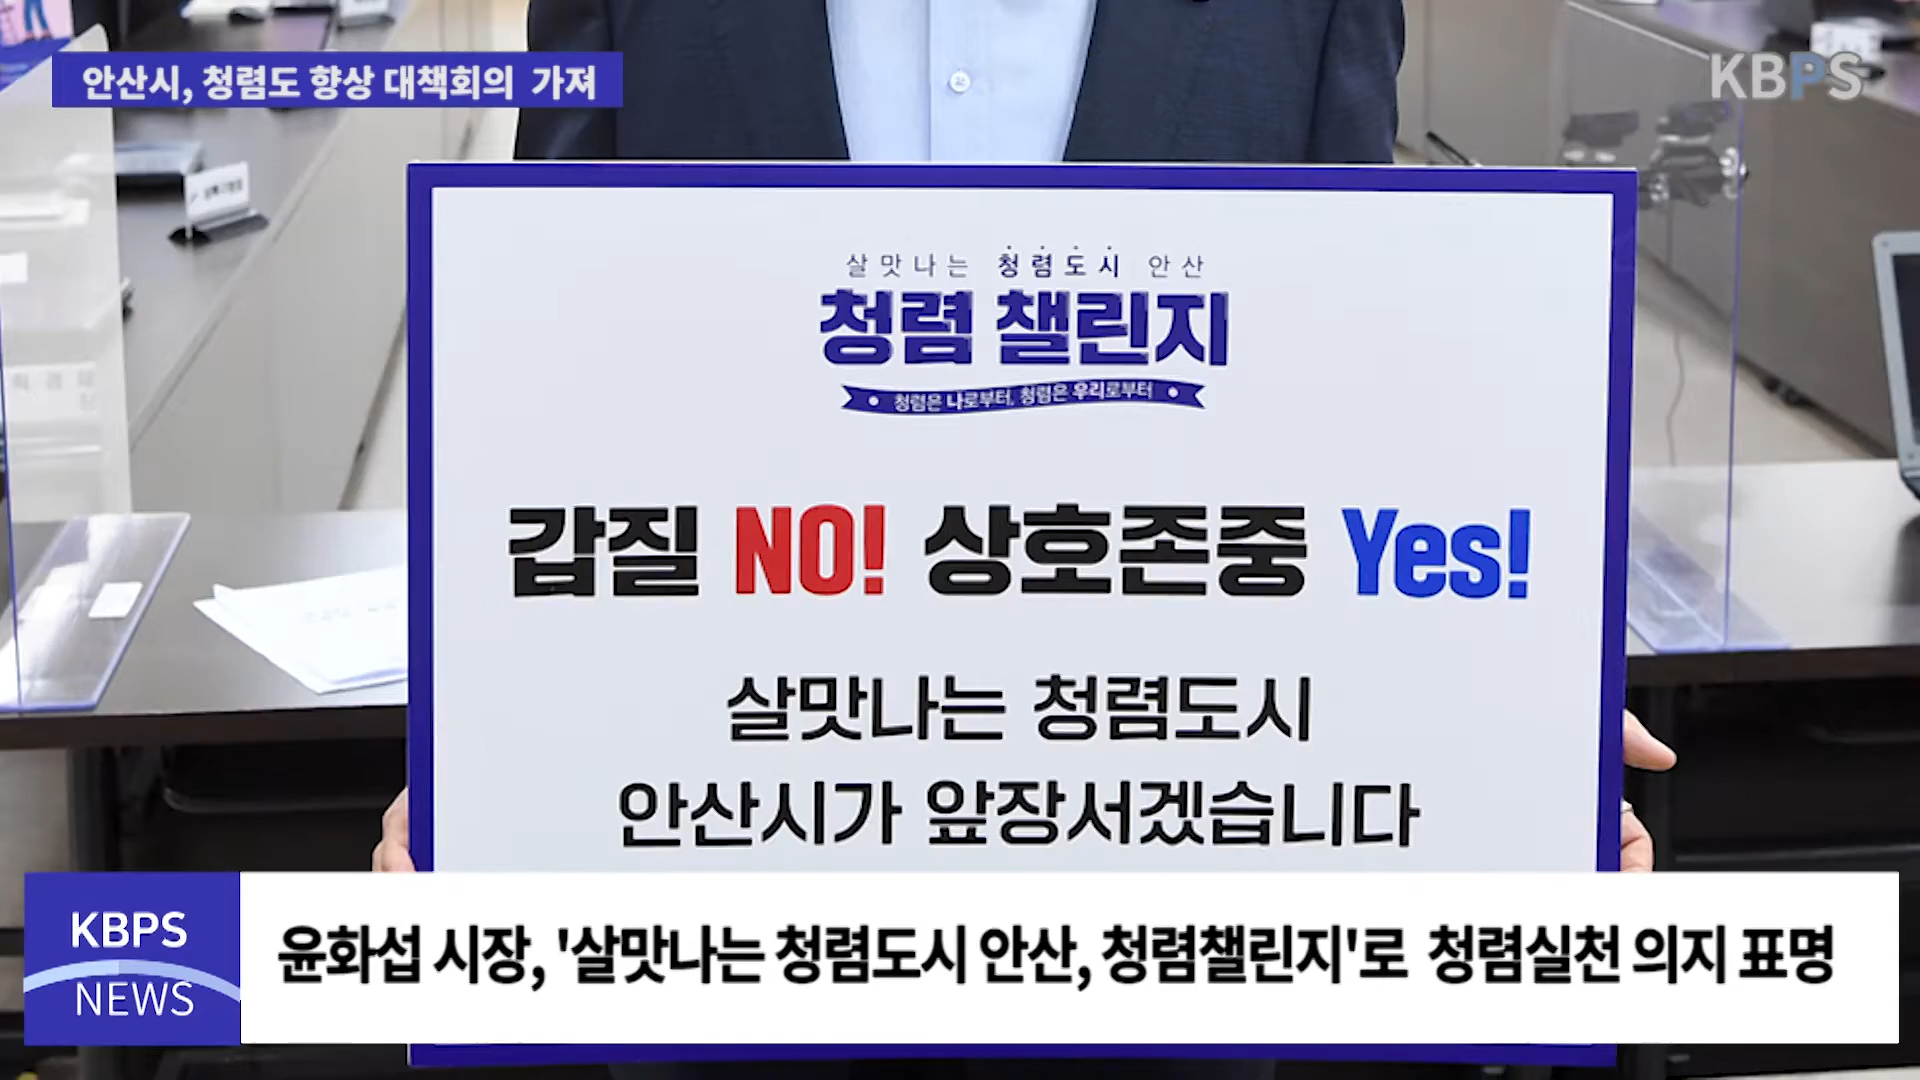 안산시, 청렴도 향상 대책회의 가져
KBPS
살맛나는 청렴도시 안산
청렴 챌린지
청렴은 나로부터, 청렴은 우리로부터
갑질 NO! 상호존중 Yes!
살맛나는 청렴도시
안산시가 앞장서겠습니다
KBPS
NEWS
윤화섭 시장, '살맛나는 청렴도시 안산, 청렴챌린지'로 청렴실천 의지 표명